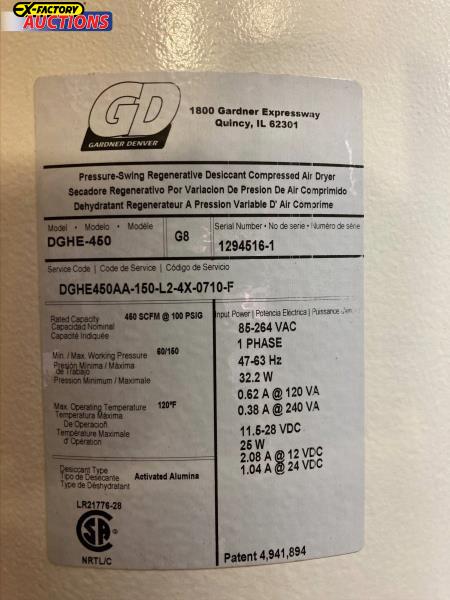 EX-FACTORY
AUCTIONS
GD
GARDNER DENVER
1800 Gardner Expressway
Quincy, IL 62301
Pressure-Swing Regenerative Desiccant Compressed Air Dryer
Secadore Regenerativo Por Variacion De Presion De Air Comprimido
Dehydratant Regenerateur A Pression Variable D' Air Comprime
Model • Modelo • Modéle
DGHE-450
G8
Serial Number • No de serie • Numéro de série
1294516-1
Service Code | Code de Service | Código de Servicio
DGHE450AA-150-L2-4X-0710-F
Rated Capacity 450 SCFM @ 100 PSIG
Capacidad Nominal
Capacité Indiquée
Min. / Max. Working Pressure 60/150
Presión Mínima / Máxima
de Trabajo
Pression Minimum / Maximale
Max. Operating Temperature 120°F
Temperatura Máxima
De Operación
Température Maximale
d' Opération
Desiccant Type Activated Alumina
Tipo de Desecante
Type de Déshydratant
Input Power | Potencia Eléctrica | Puissance
85-264 VAC
1 PHASE
47-63 Hz
32.2 W
0.62 A @ 120 VA
0.38 A @ 240 VA
11.5-28 VDC
25 W
2.08 A @ 12 VDC
1.04 A @ 24 VDC
LR21776-28
NRTL/C
Patent 4,941,894